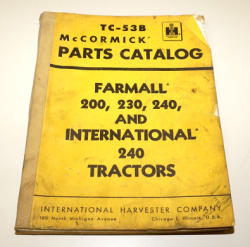 TC-53B
McCORMICK®
PARTS CATALOG
IH
FARMALL®
200, 230, 240,
AND
INTERNATIONAL®
240
TRACTORS
INTERNATIONAL HARVESTER COMPANY
180 North Michigan Avenue Chicago 1, Illinois, U.S.A.